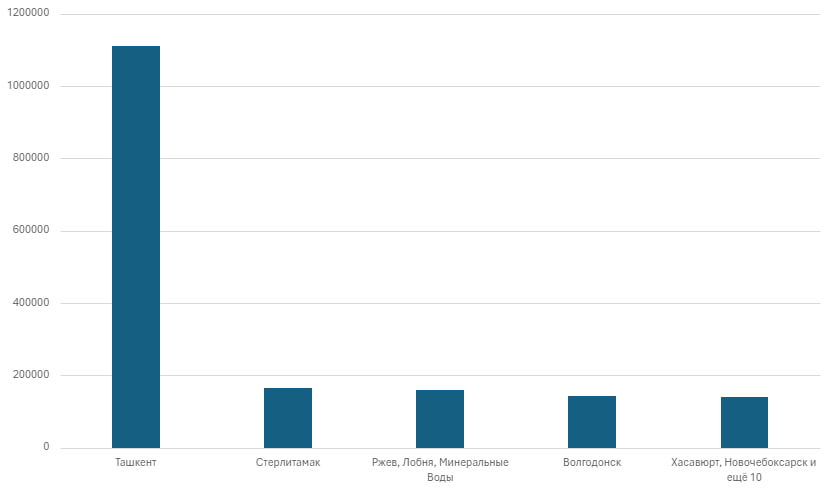 1200000
1000000
800000
600000
400000
200000
0
Ташкент
Стерлитамак
Ржев, Лобня, Минеральные
Воды
Волгодонск
Хасавюрт, Новочебоксарск и
ещё 10